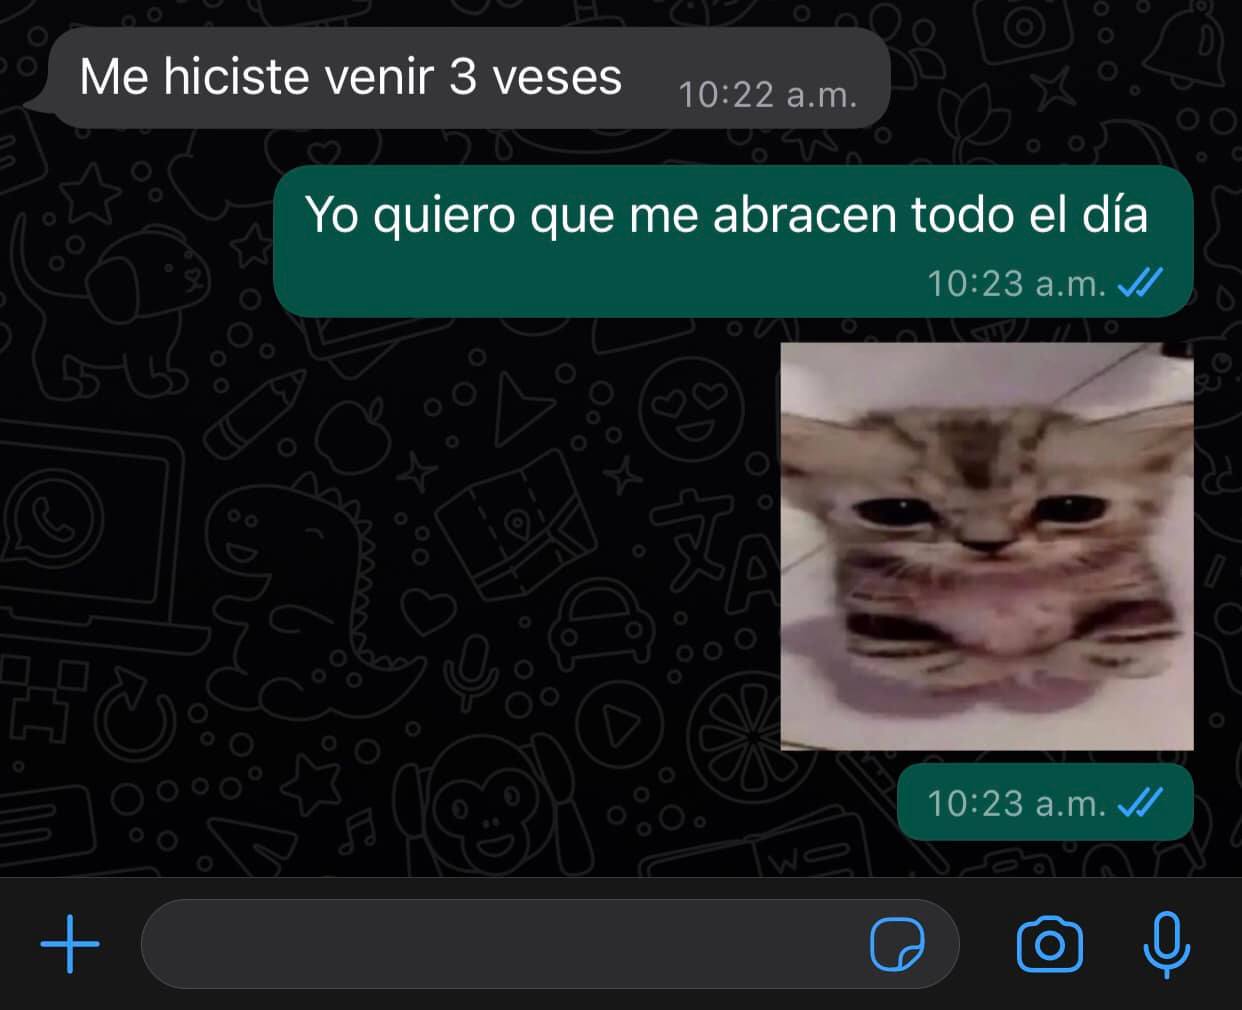 Me hiciste venir 3 veses
10:22 a.m.
Yo quiero que me abracen todo el día
10:23 a.m.
10:23 a.m.